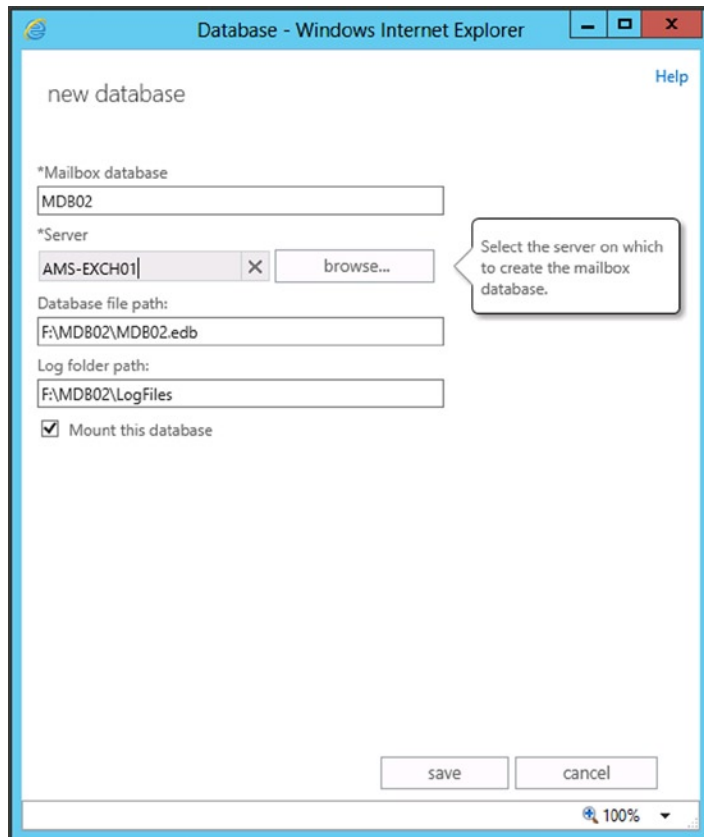 Database - Windows Internet Explorer
Help
new database
*Mailbox database
MDB02
*Server
AMS-EXCH01
browse...
Select the server on which
to create the mailbox
database.
Database file path:
F:\MDB02\MDB02.edb
Log folder path:
F:\MDB02\LogFiles
Mount this database
save
cancel
100%